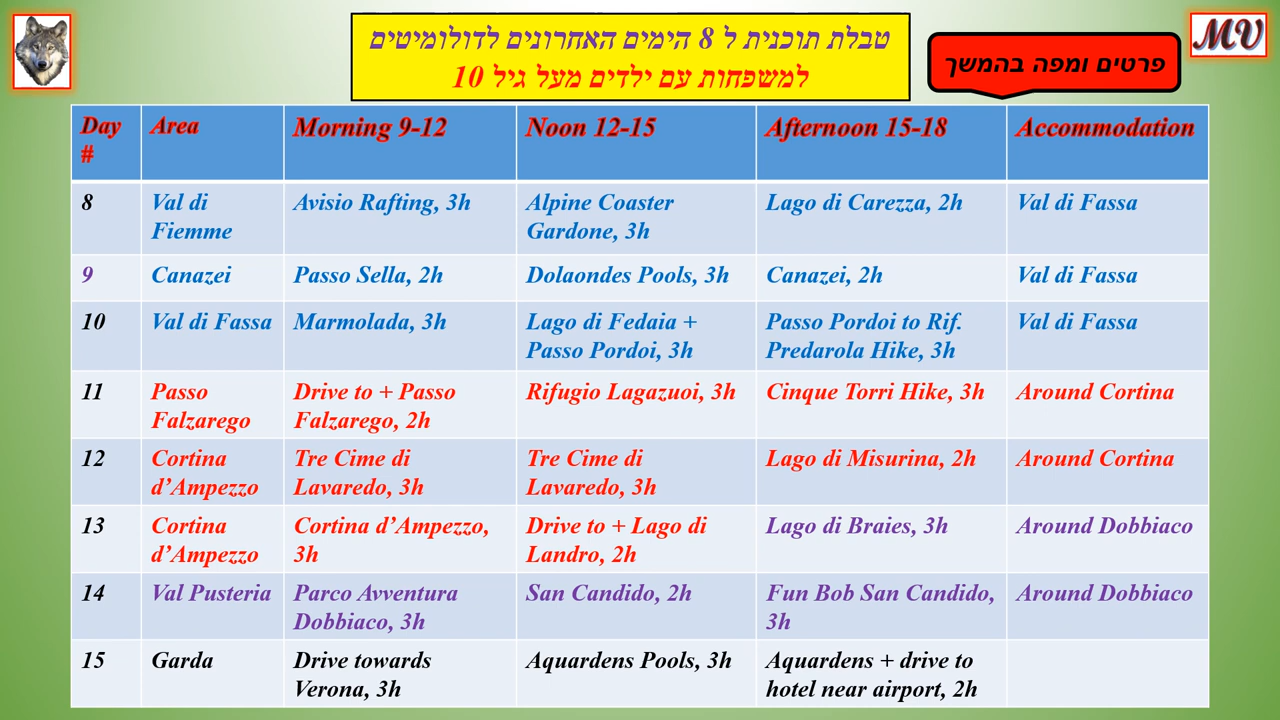 טבלת תוכנית ל 8 הימים האחרונים לדולומיטים
למשפחות עם ילדים מעל גיל 10
פרטים ומפה בהמשך
MV
Day # Area Morning 9-12 Noon 12-15 Afternoon 15-18 Accommodation
8 Val di Fiemme Avisio Rafting, 3h Alpine Coaster Gardone, 3h Lago di Carezza, 2h Val di Fassa
9 Canazei Passo Sella, 2h Dolaondes Pools, 3h Canazei, 2h Val di Fassa
10 Val di Fassa Marmolada, 3h Lago di Fedaia + Passo Pordoi, 3h Passo Pordoi to Rif. Predarola Hike, 3h Val di Fassa
11 Passo Falzarego Drive to + Passo Falzarego, 2h Rifugio Lagazuoi, 3h Cinque Torri Hike, 3h Around Cortina
12 Cortina d’Ampezzo Tre Cime di Lavaredo, 3h Tre Cime di Lavaredo, 3h Lago di Misurina, 2h Around Cortina
13 Cortina d’Ampezzo Cortina d’Ampezzo, 3h Drive to + Lago di Landro, 2h Lago di Braies, 3h Around Dobbiaco
14 Val Pusteria Parco Avventura Dobbiaco, 3h San Candido, 2h Fun Bob San Candido, 3h Around Dobbiaco
15 Garda Drive towards Verona, 3h Aquardens Pools, 3h Aquardens + drive to hotel near airport, 2h